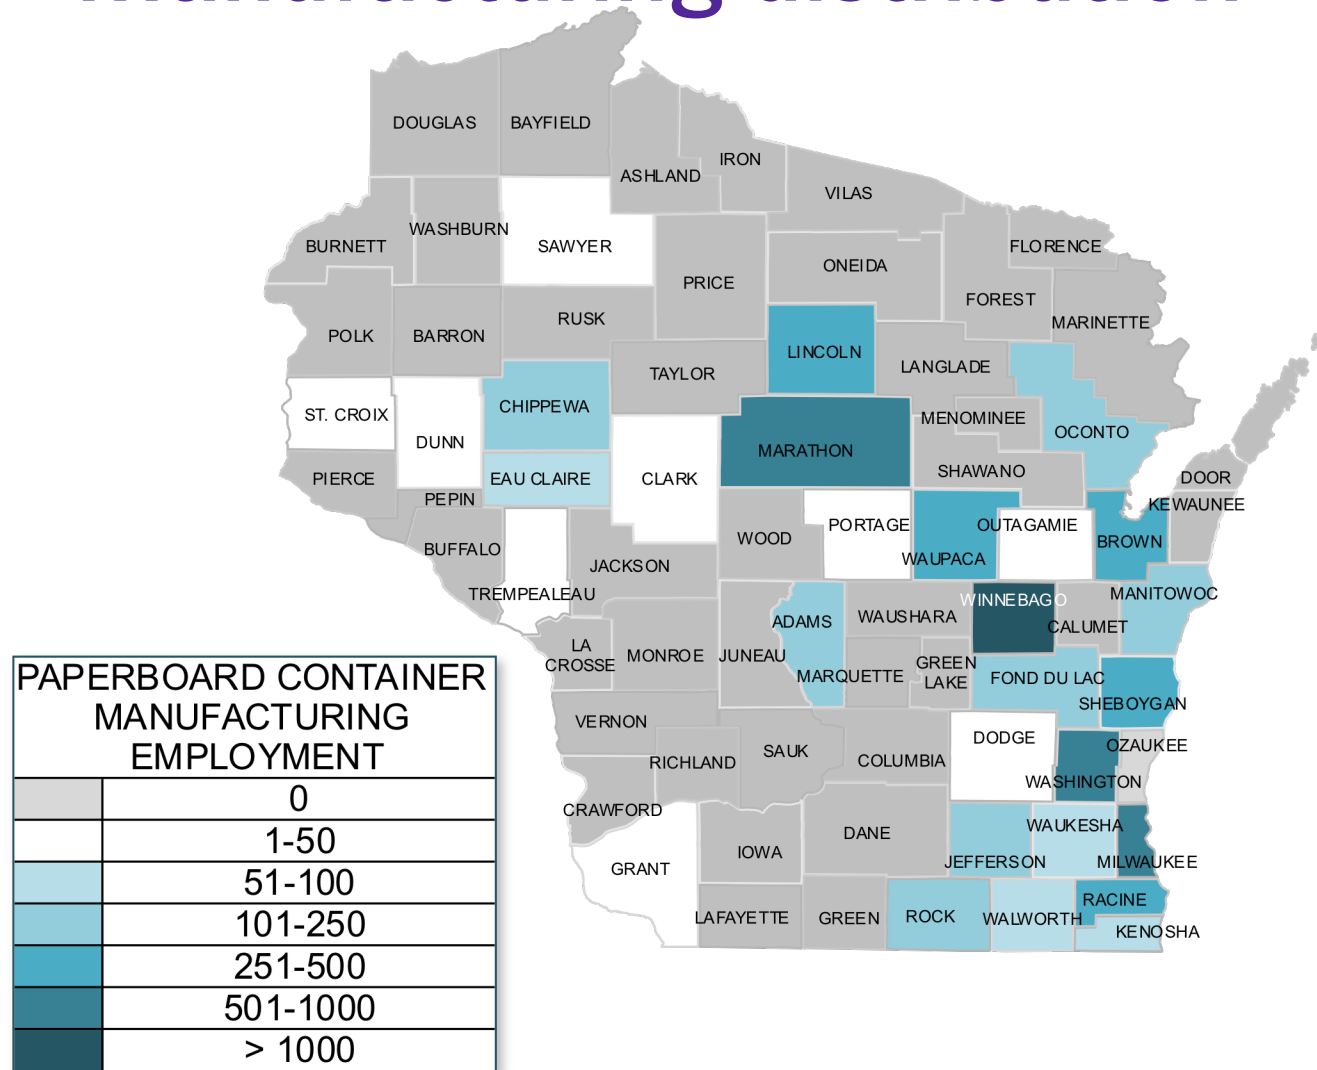 manufacturing distribution
DOUGLAS
BAYFIELD
ASHLAND
IRON
VILAS
BURNETT
WASHBURN
SAWYER
PRICE
ONEIDA
FLORENCE
FOREST
MARINETTE
POLK
BARRON
RUSK
TAYLOR
LINCOLN
LANGLADE
ST. CROIX
DUNN
CHIPPEWA
MENOMINEE
OCONTO
MARATHON
SHAWANO
PIERCE
PEPIN
EAU CLAIRE
CLARK
DOOR
KEWAUNEE
BUFFALO
TREMPEALEAU
JACKSON
WOOD
PORTAGE
WAUPACA
OUTAGAMIE
BROWN
WINNEBAGO
MANITOWOC
CALUMET
ADAMS
WAUSHARA
LA
CROSSE
MONROE
JUNEAU
MARQUETTE
GREEN
LAKE
FOND DU LAC
SHEBOYGAN
VERNON
RICHLAND
SAUK
COLUMBIA
DODGE
WASHINGTON
OZAUKEE
CRAWFORD
GRANT
IOWA
DANE
JEFFERSON
WAUKESHA
MILWAUKEE
LAFAYETTE
GREEN
ROCK
WALWORTH
RACINE
KENOSHA
PAPERBOARD CONTAINER
MANUFACTURING
EMPLOYMENT
0
1-50
51-100
101-250
251-500
501-1000
> 1000